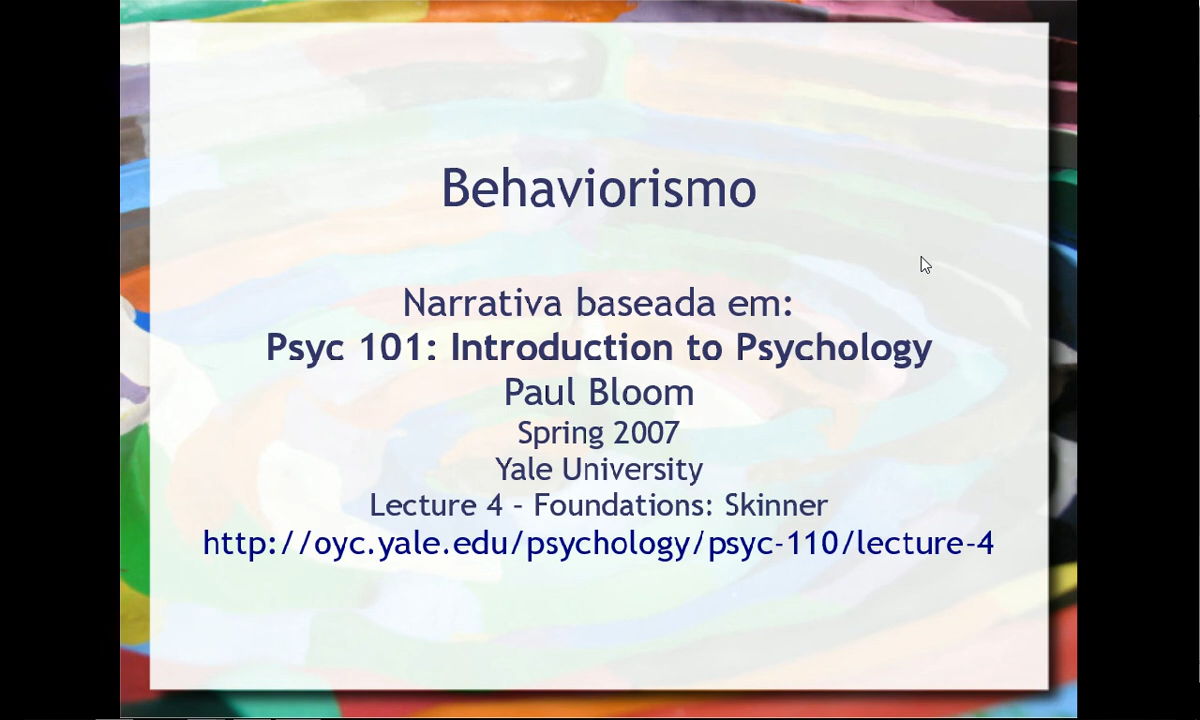 Behaviorismo
Narrativa baseada em:
Psyc 101: Introduction to Psychology
Paul Bloom
Spring 2007
Yale University
Lecture 4 - Foundations: Skinner
http://oyc.yale.edu/psychology/psyc-110/lecture-4